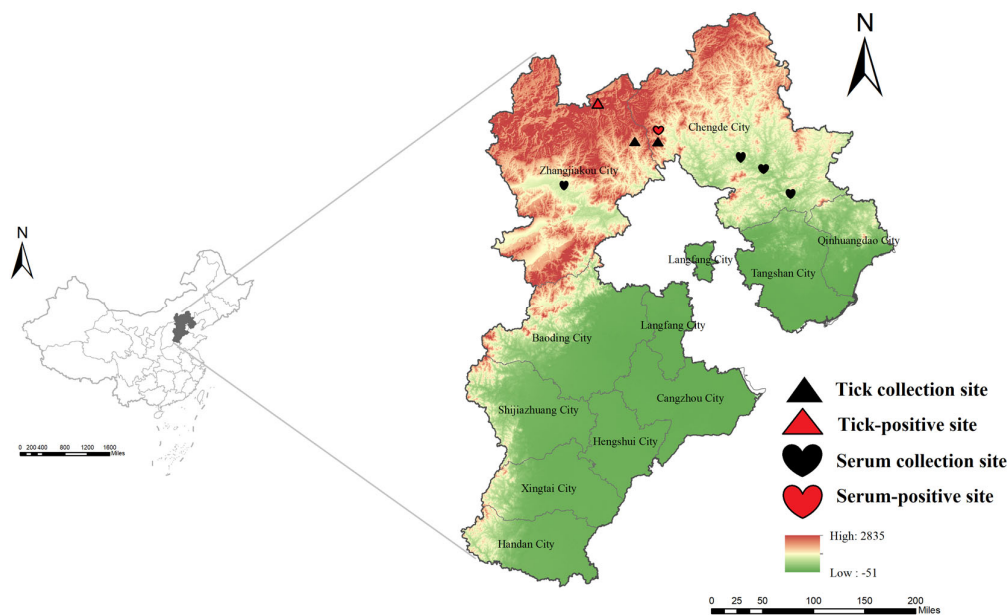 N
N
Chengde City
Zhangjiakou City
Qinhuangdao City
Langfang City
Tangshan City
Langfang City
Baoding City
Cangzhou City
Shijiazhuang City
Hengshui City
Xingtai City
Handan City
Tick collection site
Tick-positive site
Serum collection site
Serum-positive site
High: 2835
Low : -51
0 200 400 800 1200 1600
Miles
0 25 50 100 150 200
Miles